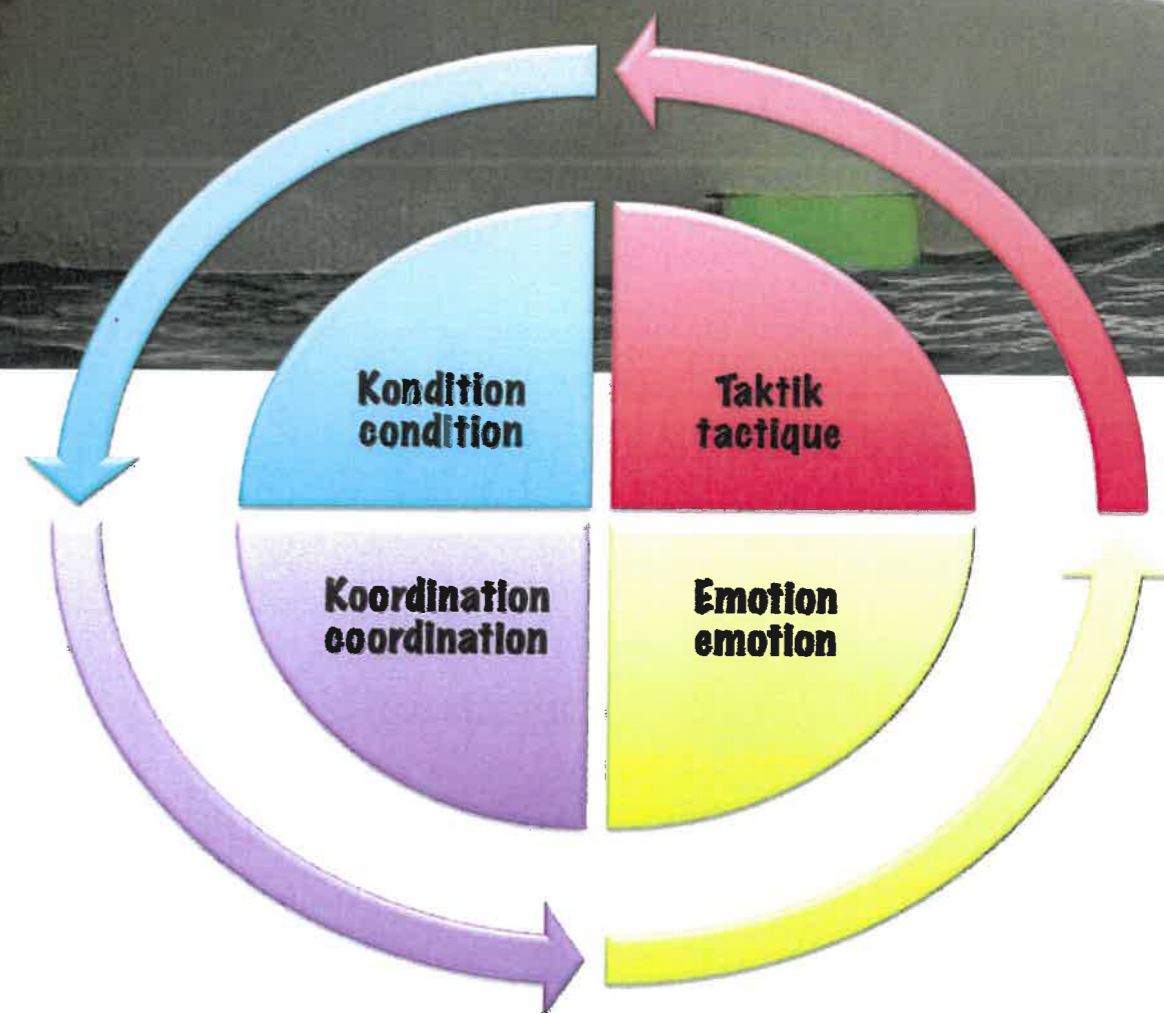 Kondition
condition
Taktik
tactique
Koordination
coordination
Emotion
emotion